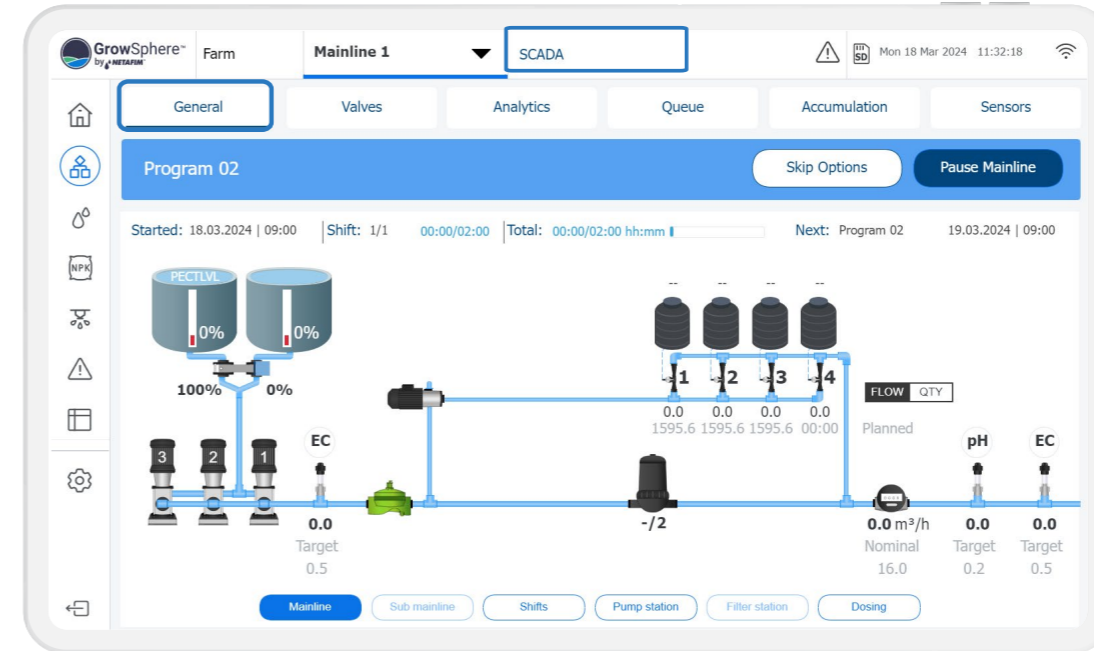 GrowSphere™
by NETAFIM™
Farm
Mainline 1
SCADA
SD
Mon 18 Mar 2024 11:32:18
General
Valves
Analytics
Queue
Accumulation
Sensors
Program 02
Skip Options
Pause Mainline
Started: 18.03.2024 | 09:00
Shift: 1/1 00:00/02:00
Total: 00:00/02:00 hh:mm
Next: Program 02 19.03.2024 | 09:00
NPK
PECTLVL
0%
0%
100% 0%
-- -- -- --
1 2 3 4
0.0 0.0 0.0 0.0
1595.6 1595.6 1595.6 00:00 Planned
FLOW QTY
3 2 1
EC
0.0
Target
0.5
-/2
0.0 m³/h
Nominal
16.0
pH
0.0
Target
0.2
EC
0.0
Target
0.5
Mainline
Sub mainline
Shifts
Pump station
Filter station
Dosing